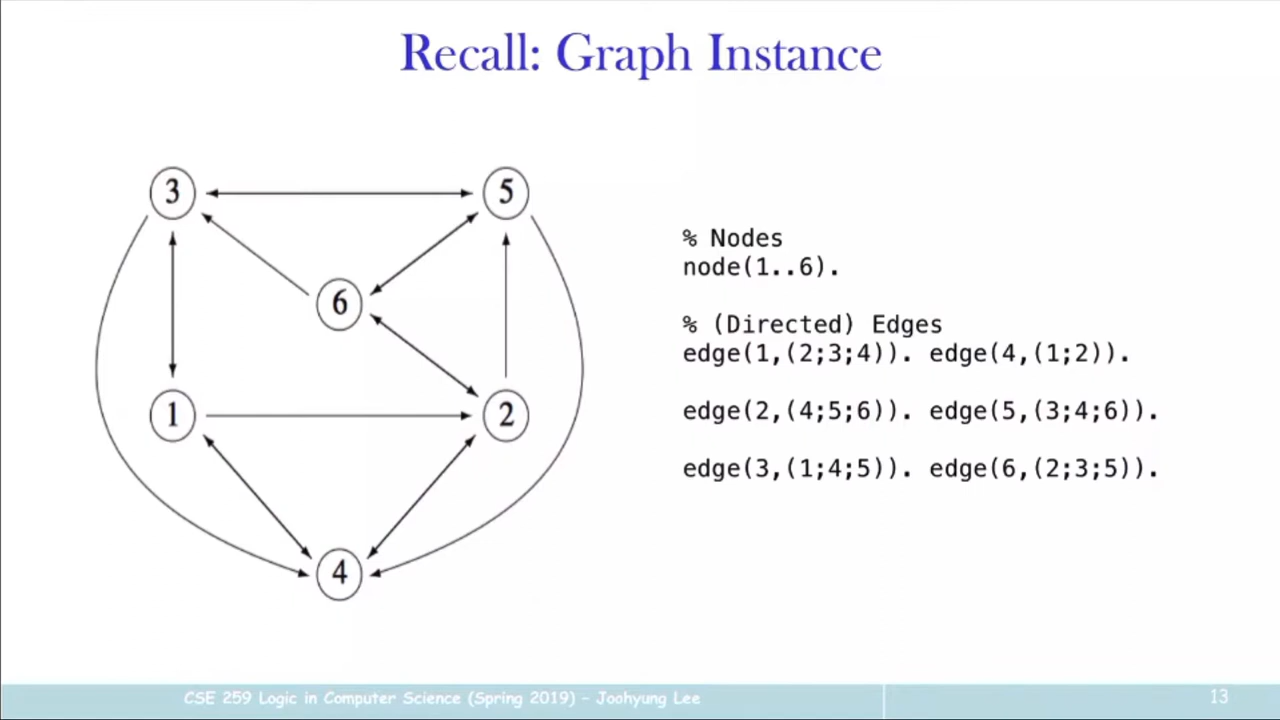 Recall: Graph Instance
3
5
6
1
2
4
% Nodes
node(1..6).
% (Directed) Edges
edge(1,(2;3;4)). edge(4,(1;2)).
edge(2,(4;5;6)). edge(5,(3;4;6)).
edge(3,(1;4;5)). edge(6,(2;3;5)).
CSE 259 Logic in Computer Science (Spring 2019) – Joohyung Lee
13